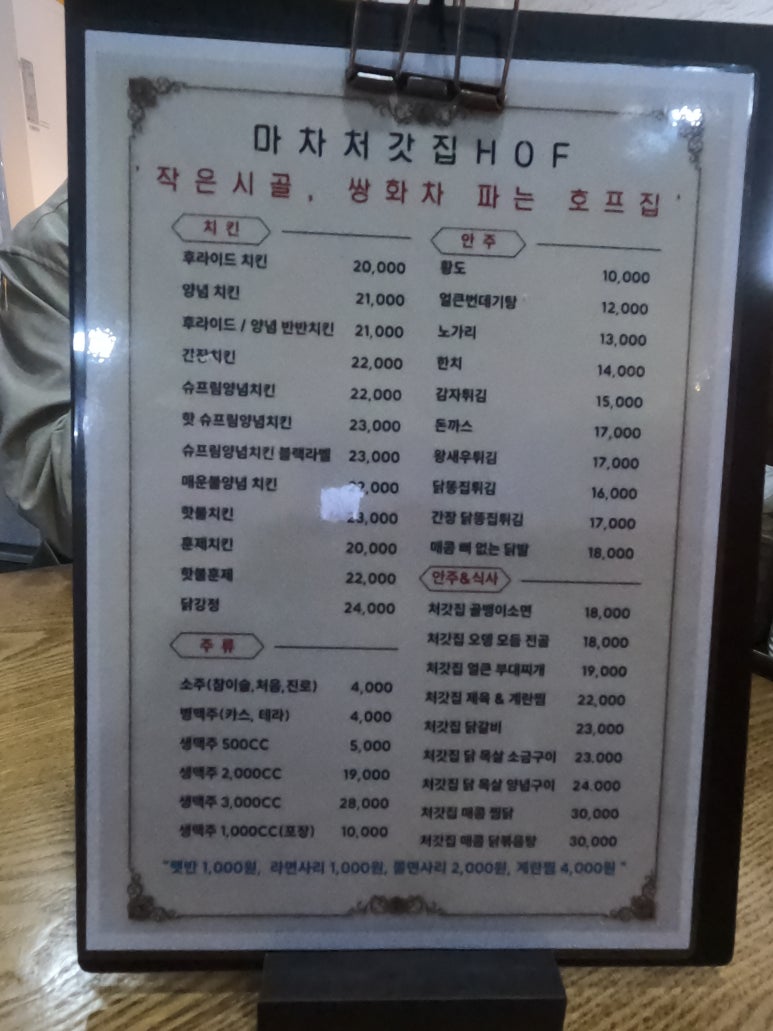 마차처갓집HOF
'작은시골, 쌍화차 파는 호프집'
치킨
후라이드 치킨 20,000
양념 치킨 21,000
후라이드 / 양념 반반치킨 21,000
간장치킨 22,000
슈프림양념치킨 22,000
핫 슈프림양념치킨 23,000
슈프림양념치킨 블랙라벨 23,000
매운불양념 치킨
핫불치킨
훈제치킨 20,000
핫불훈제 22,000
닭강정 24,000
주류
소주(참이슬,처음,진로) 4,000
병맥주(카스, 테라) 4,000
생맥주 500CC 5,000
생맥주 2,000CC 19,000
생맥주 3,000CC 28,000
생맥주 1,000CC(포장) 10,000
안주
황도 10,000
얼큰번데기탕 12,000
노가리 13,000
한치 14,000
감자튀김 15,000
돈까스 17,000
왕새우튀김 17,000
닭똥집튀김 16,000
간장 닭똥집튀김 17,000
매콤 뼈 없는 닭발 18,000
안주&식사
처갓집 골뱅이소면 18,000
처갓집 오뎅 모듬 전골 18,000
처갓집 얼큰 부대찌개 19,000
처갓집 제육 & 계란찜 22,000
처갓집 닭갈비 23,000
처갓집 닭 목살 소금구이 23.000
처갓집 닭 목살 양념구이 24.000
처갓집 매콤 찜닭 30,000
처갓집 매콤 닭볶음탕 30,000
"햇반 1,000원, 라면사리 1,000원, 쫄면사리 2,000원, 계란찜 4,000원"